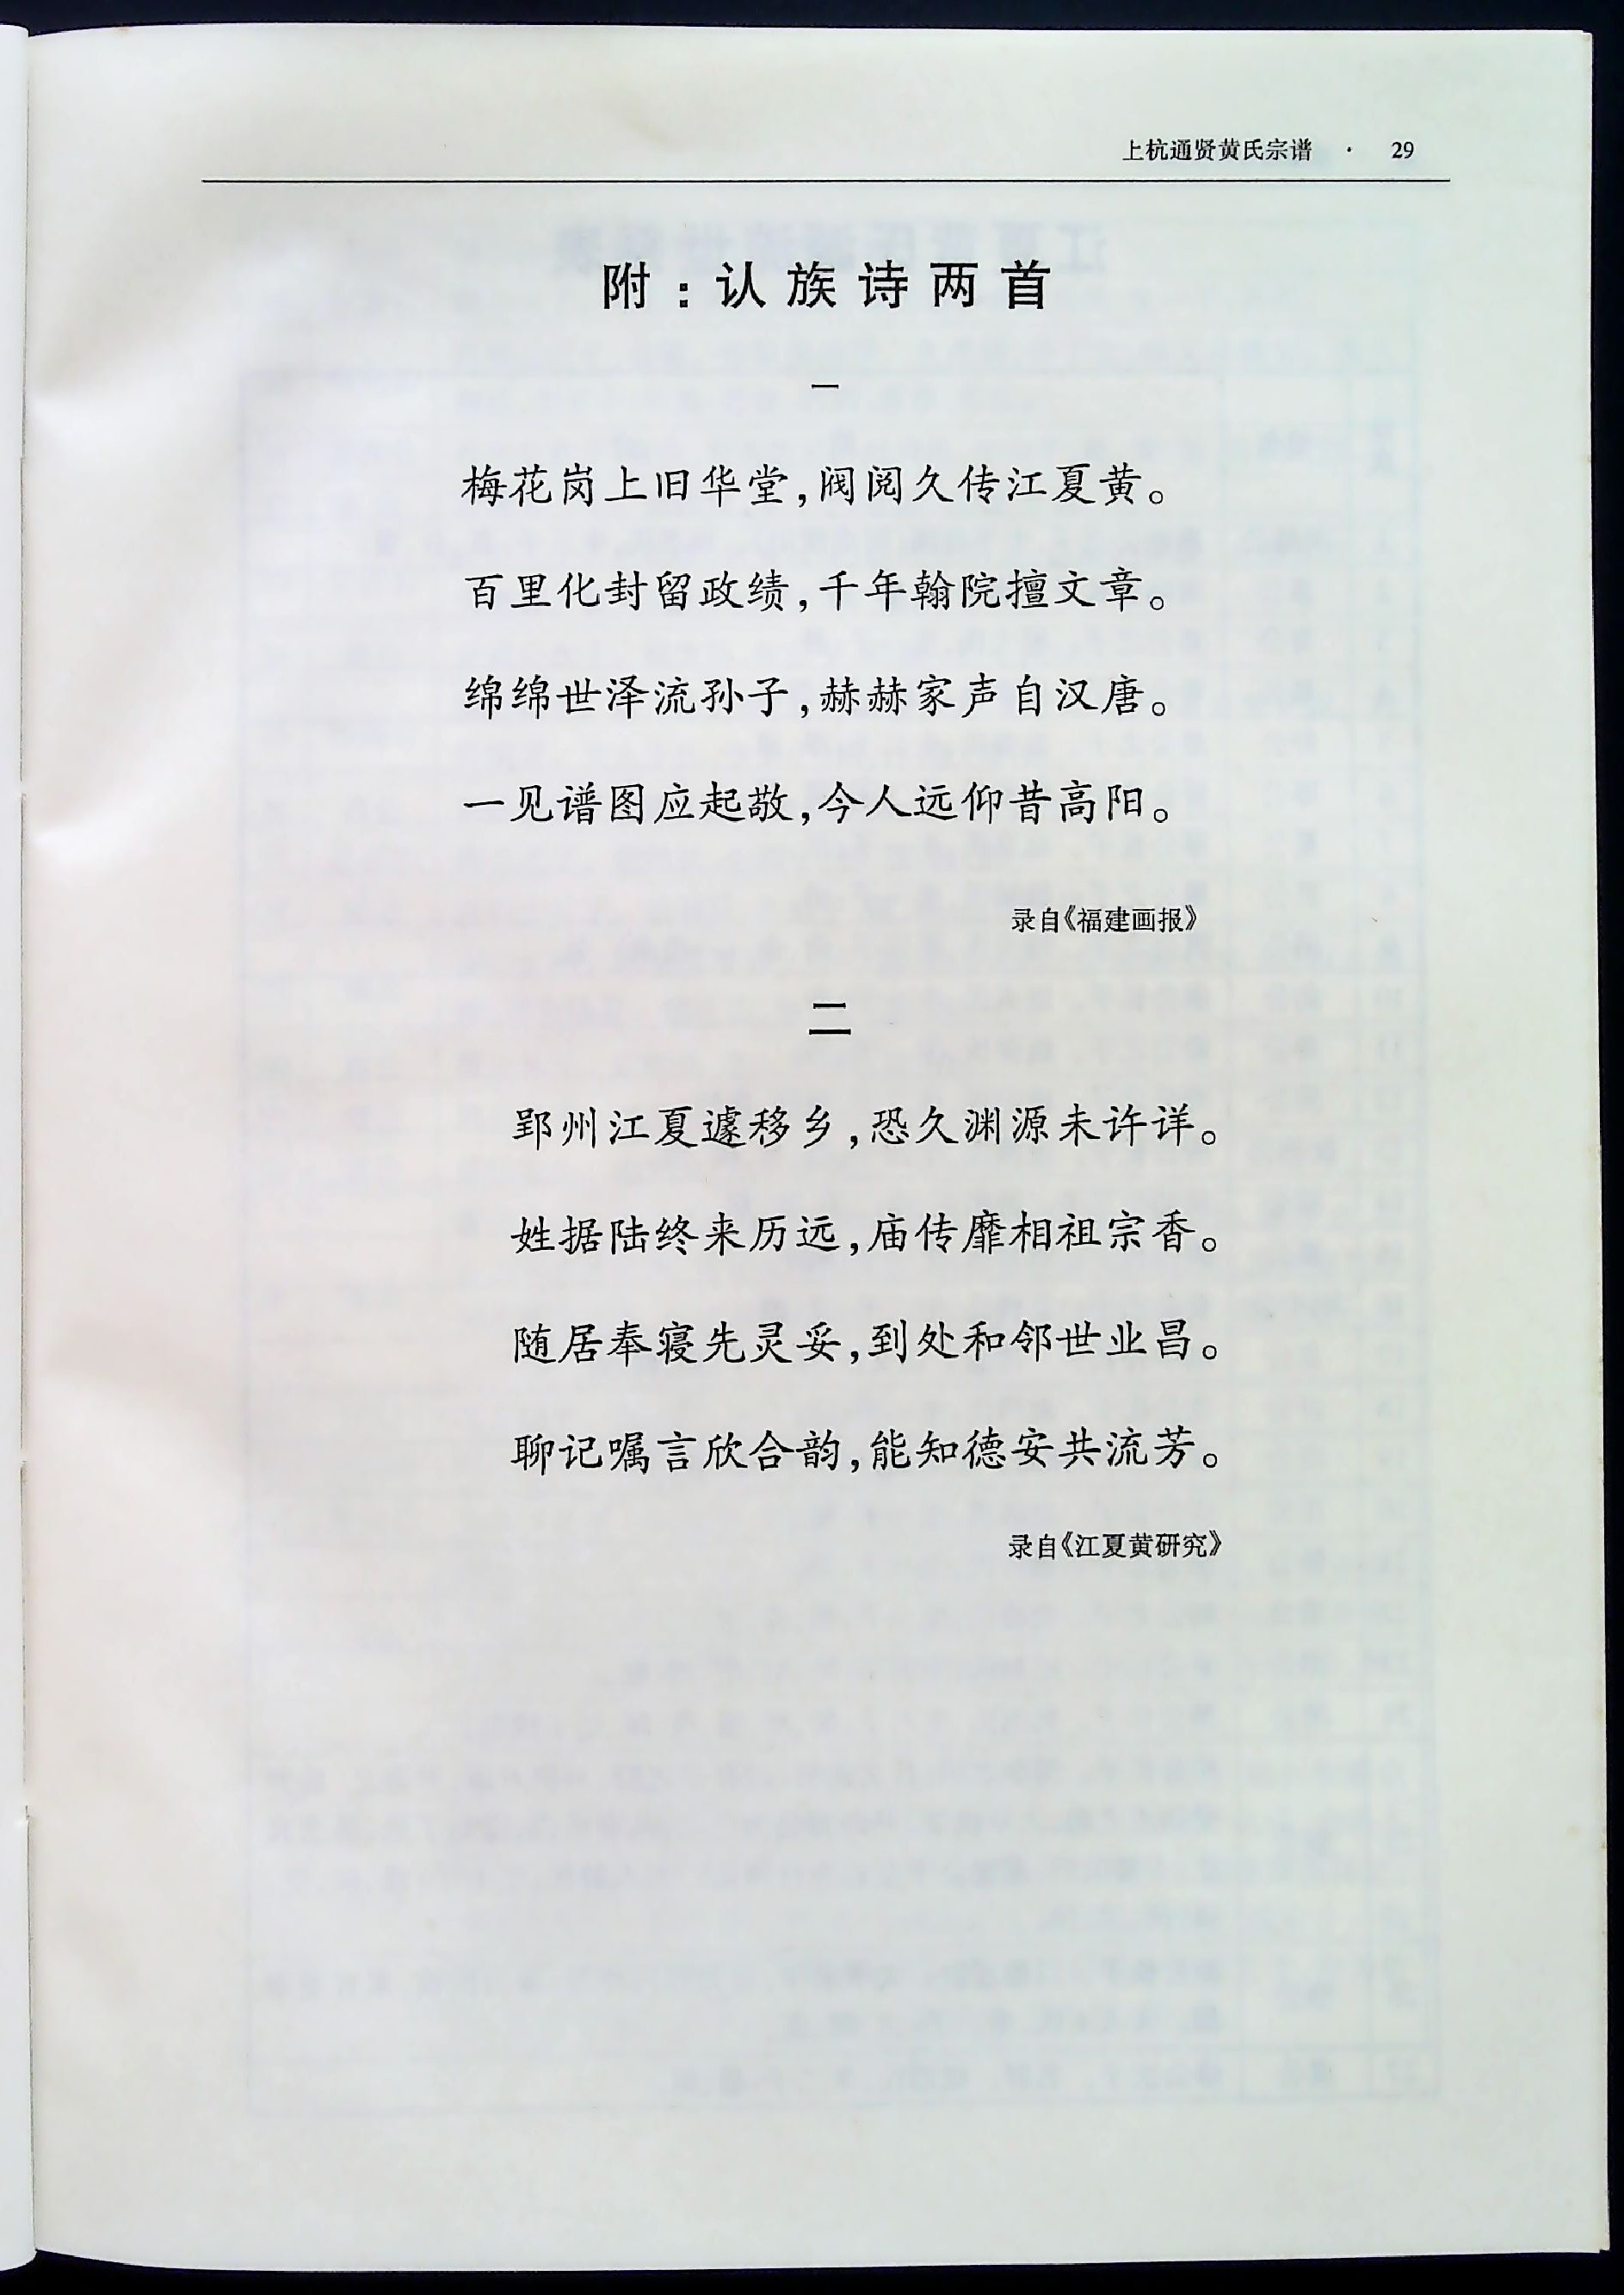 上杭通贤黄氏宗谱 · 29
附：认族诗两首
一
梅花岗上旧华堂，阀阅久传江夏黄。
百里化封留政绩，千年翰院擅文章。
绵绵世泽流孙子，赫赫家声自汉唐。
一见谱图应起敬，今人远仰昔高阳。
录自《福建画报》
二
郢州江夏遽移乡，恐久渊源未许详。
姓据陆终来历远，庙传靡相祖宗香。
随居奉寝先灵妥，到处和邻世业昌。
聊记嘱言欣合韵，能知德安共流芳。
录自《江夏黄研究》